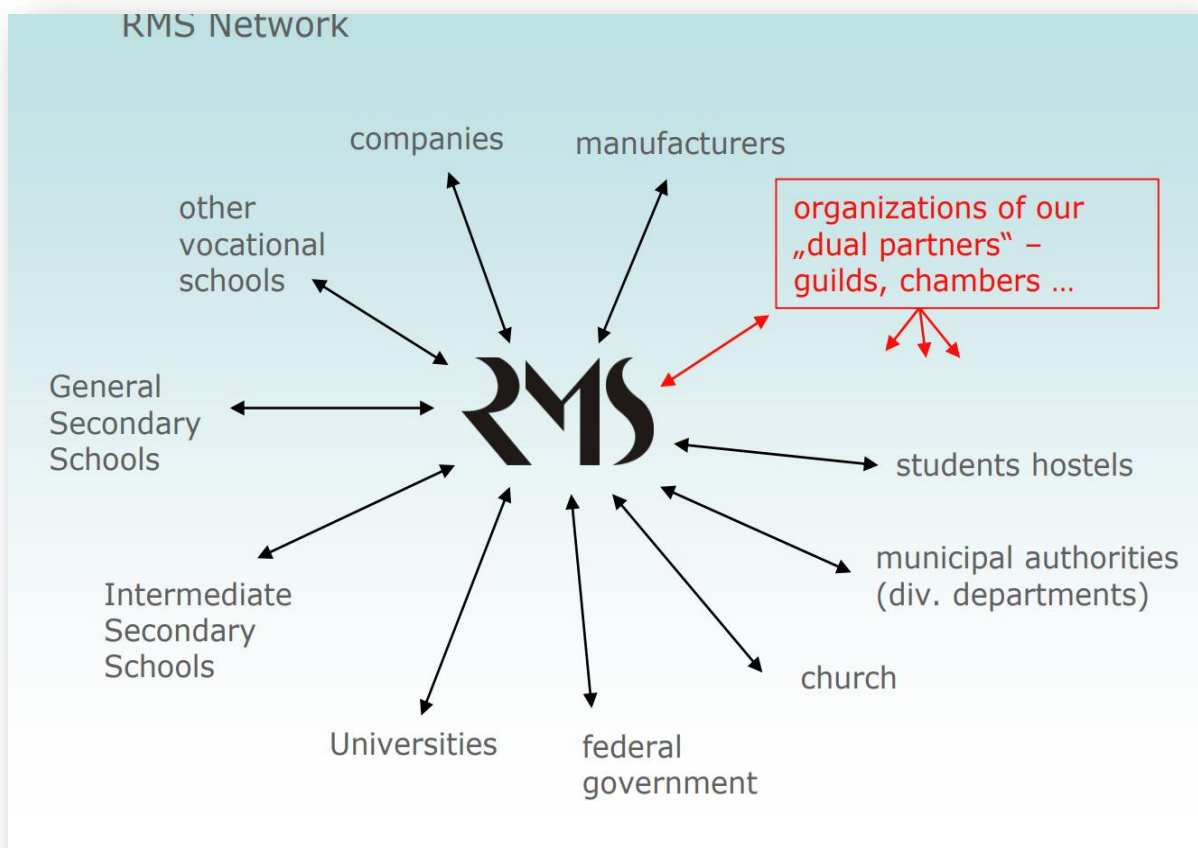 RMS Network
companies
manufacturers
other
vocational
schools
organizations of our
„dual partners“ –
guilds, chambers …
General
Secondary
Schools
RMS
students hostels
municipal authorities
(div. departments)
Intermediate
Secondary
Schools
church
Universities
federal
government